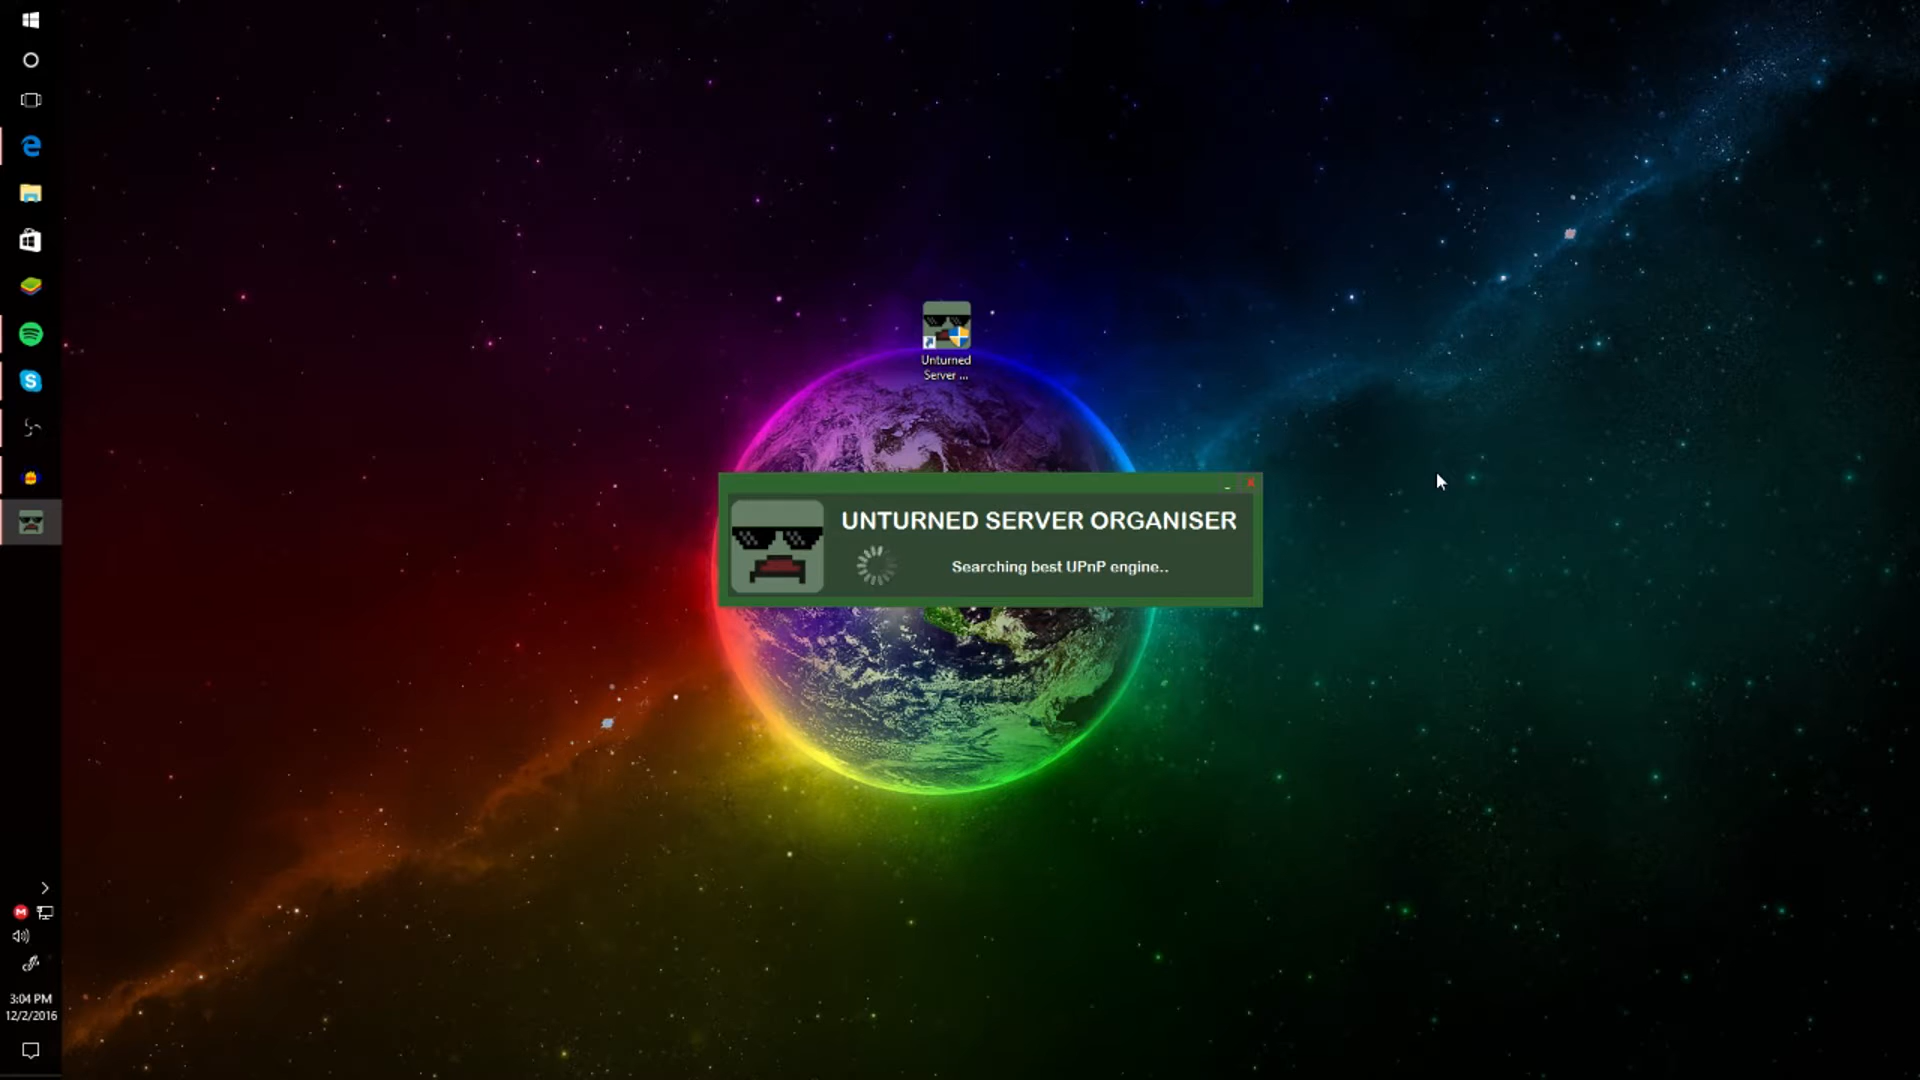 Unturned
Server ...
UNTURNED SERVER ORGANISER
Searching best UPnP engine..
3:04 PM
12/2/2016